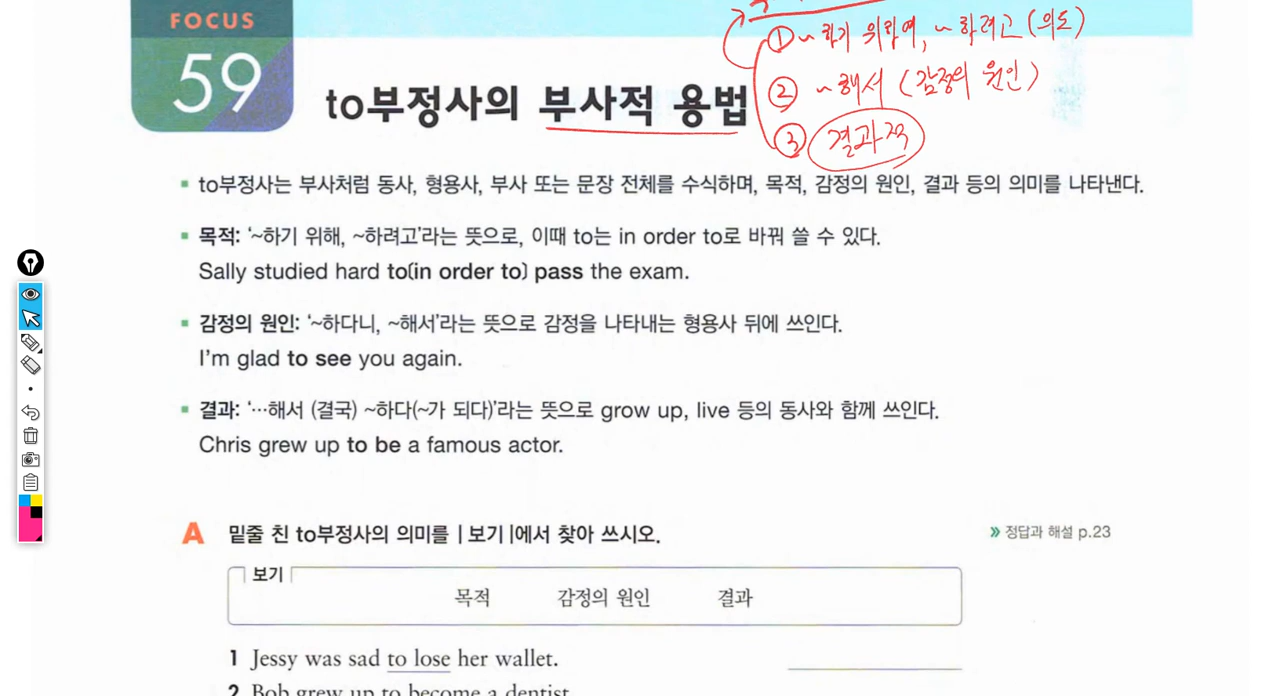 FOCUS
59
to부정사의 부사적 용법
① ~하기 위하여, ~하려고 (의도)
② ~해서 (감정의 원인)
③ 결과적
▪ to부정사는 부사처럼 동사, 형용사, 부사 또는 문장 전체를 수식하며, 목적, 감정의 원인, 결과 등의 의미를 나타낸다.
▪ 목적: ‘~하기 위해, ~하려고’라는 뜻으로, 이때 to는 in order to로 바꿔 쓸 수 있다.
Sally studied hard to(in order to) pass the exam.
▪ 감정의 원인: ‘~하다니, ~해서’라는 뜻으로 감정을 나타내는 형용사 뒤에 쓰인다.
I’m glad to see you again.
▪ 결과: ‘…해서 (결국) ~하다(~가 되다)’라는 뜻으로 grow up, live 등의 동사와 함께 쓰인다.
Chris grew up to be a famous actor.
A 밑줄 친 to부정사의 의미를 |보기|에서 찾아 쓰시오.
» 정답과 해설 p.23
보기
목적 감정의 원인 결과
1 Jessy was sad to lose her wallet.
2 Bob grew up to become a dentist.